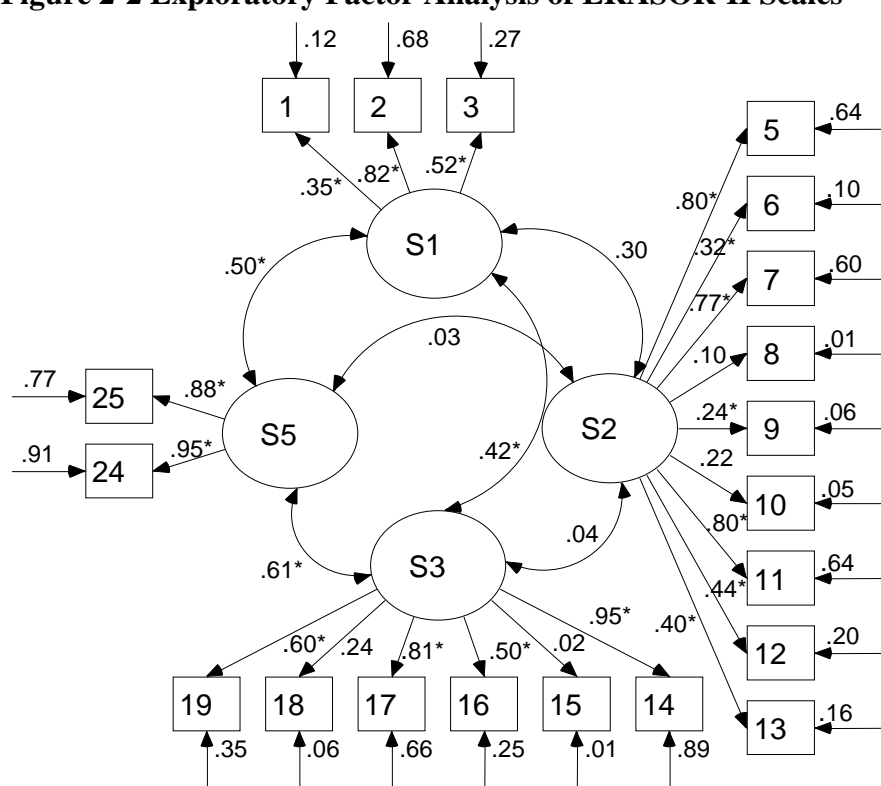 Figure 2-2 Exploratory Factor Analysis of ERASOR-II Scales
.12 .68 .27
1 2 3
.35* .82* .52*
S1
5 .64
.80*
6 .10
.32*
7 .60
.77*
8 .01
.10
9 .06
.24*
10 .05
.22
11 .64
.80*
12 .20
.44*
13 .16
.40*
.50* .30
.03
.77 25 .88*
.91 24 .95*
S5 S2
.42*
.61* .04
S3
.60* .24 .81* .50* .02 .95*
19 18 17 16 15 14
.35 .06 .66 .25 .01 .89